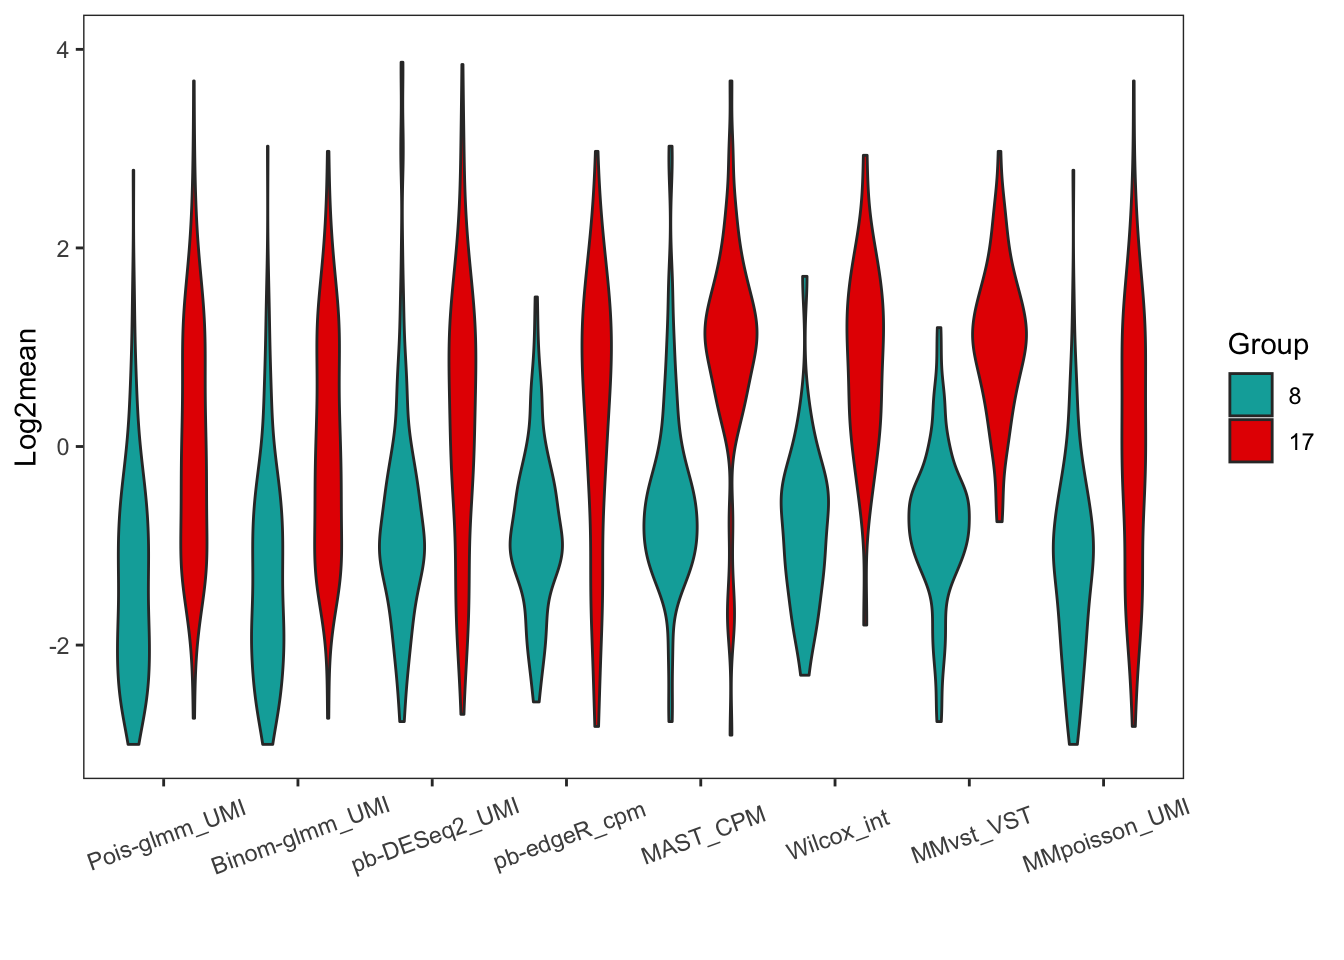 Log2mean
4
2
0
-2
Pois-glmm_UMI
Binom-glmm_UMI
pb-DESeq2_UMI
pb-edgeR_cpm
MAST_CPM
Wilcox_int
MMvst_VST
MMpoisson_UMI
Group
8
17